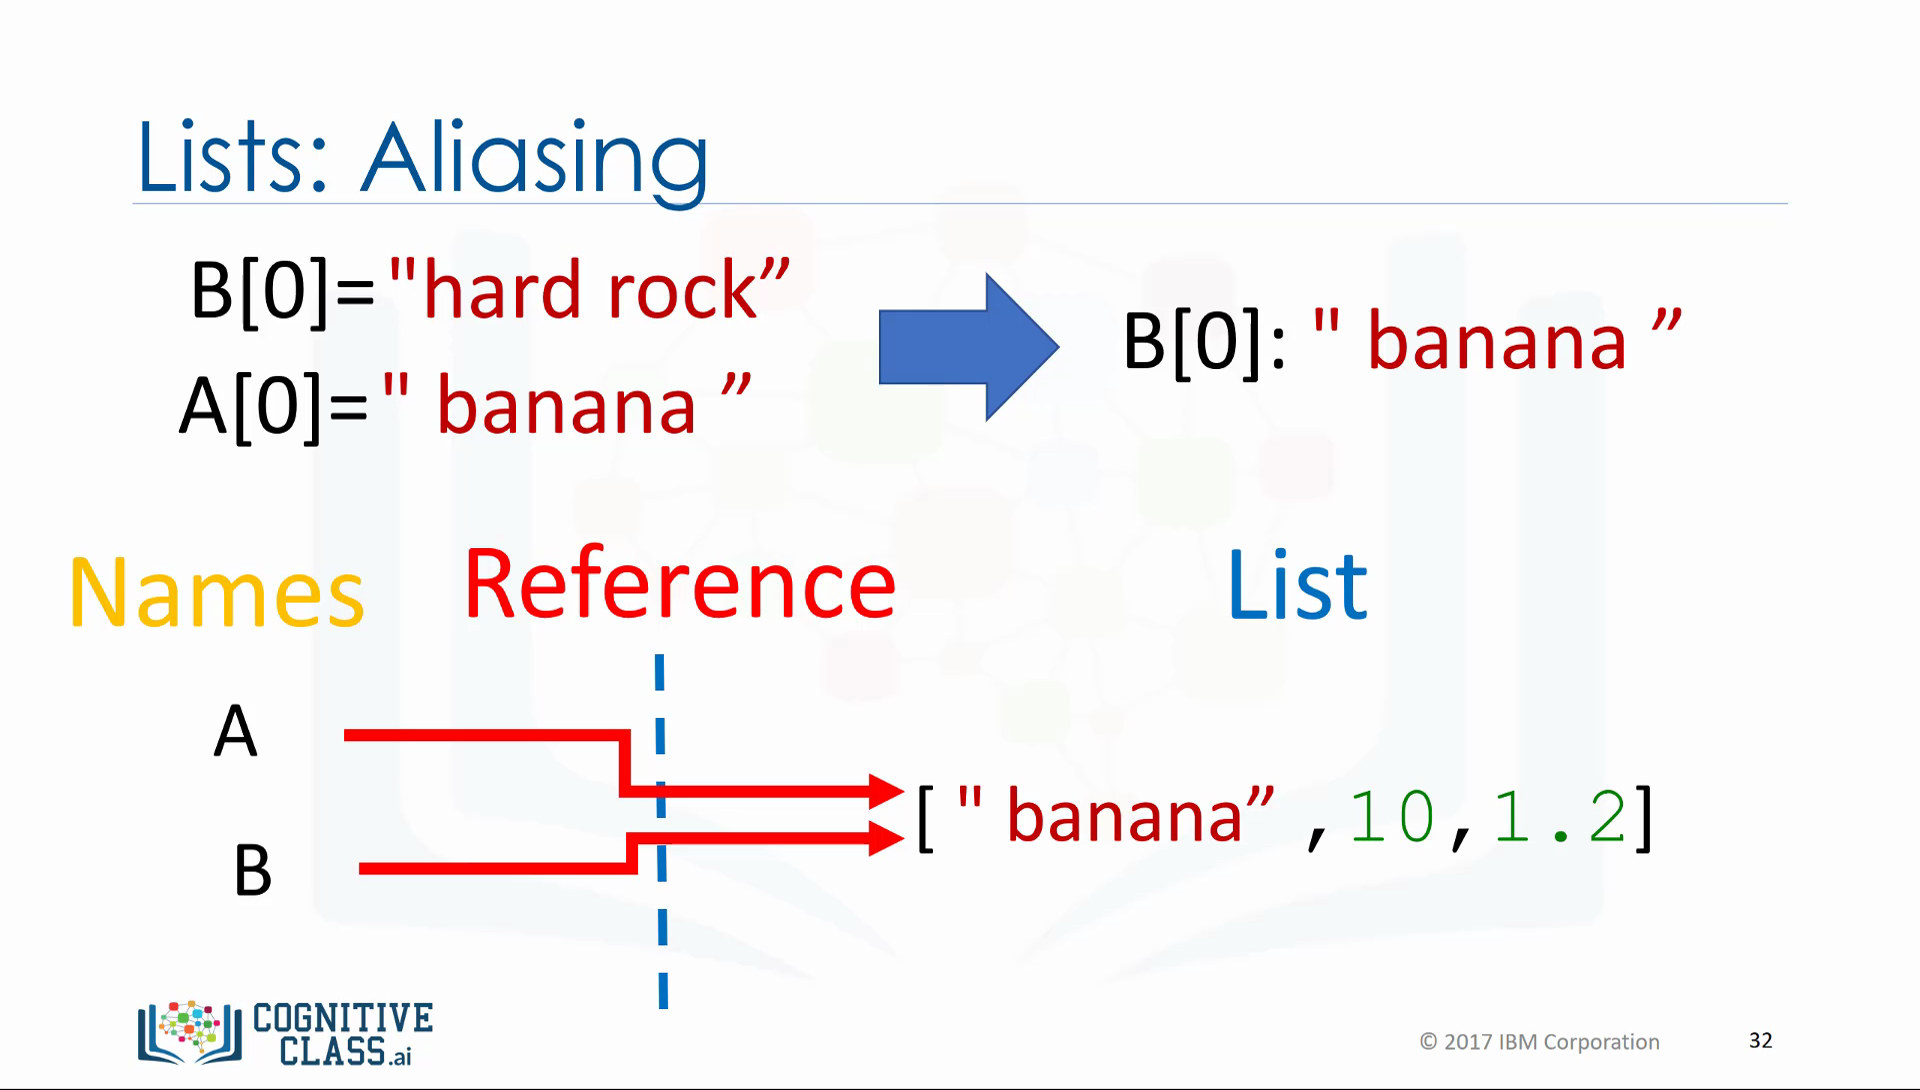 Lists: Aliasing
B[0]="hard rock”
A[0]=" banana ”
B[0]: " banana ”
Names
Reference
List
A
B
[ " banana” ,10,1.2]
COGNITIVE
CLASS.ai
© 2017 IBM Corporation
32